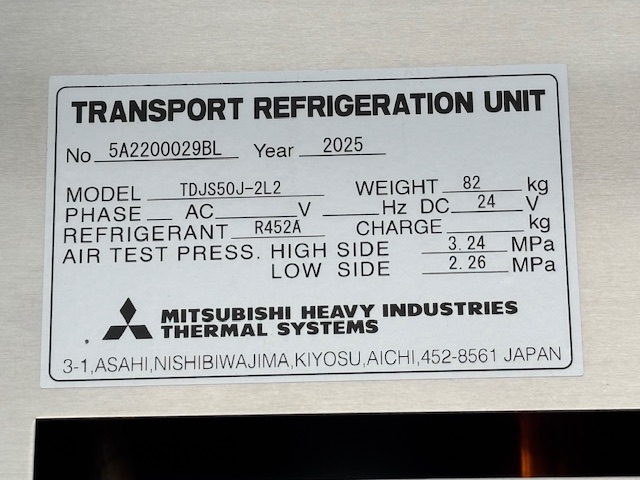 TRANSPORT REFRIGERATION UNIT
No 5A2200029BL Year 2025
MODEL TDJS50J-2L2 WEIGHT 82 kg
PHASE AC V Hz DC 24 V
REFRIGERANT R452A CHARGE kg
AIR TEST PRESS. HIGH SIDE 3.24 MPa
LOW SIDE 2.26 MPa
MITSUBISHI HEAVY INDUSTRIES
THERMAL SYSTEMS
3-1,ASAHI,NISHIBIWAJIMA,KIYOSU,AICHI,452-8561 JAPAN